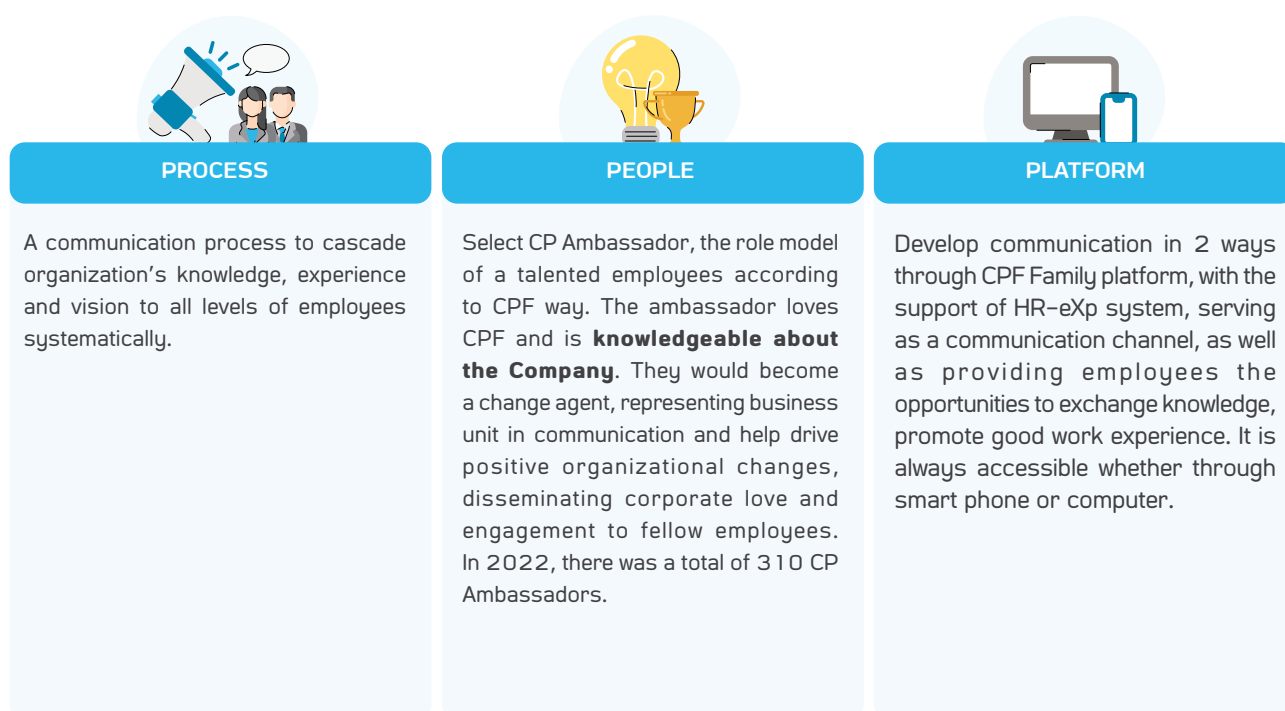 PROCESS
A communication process to cascade
organization's knowledge, experience
and vision to all levels of employees
systematically.
PEOPLE
Select CP Ambassador, the role model
of a talented employees according
to CPF way. The ambassador loves
CPF and is knowledgeable about
the Company. They would become
a change agent, representing business
unit in communication and help drive
positive organizational changes,
disseminating corporate love and
engagement to fellow employees.
In 2022, there was a total of 310 CP
Ambassadors.
PLATFORM
Develop communication in 2 ways
through CPF Family platform, with the
support of HR-eXp system, serving
as a communication channel, as well
as providing employees the
opportunities to exchange knowledge,
promote good work experience. It is
always accessible whether through
smart phone or computer.